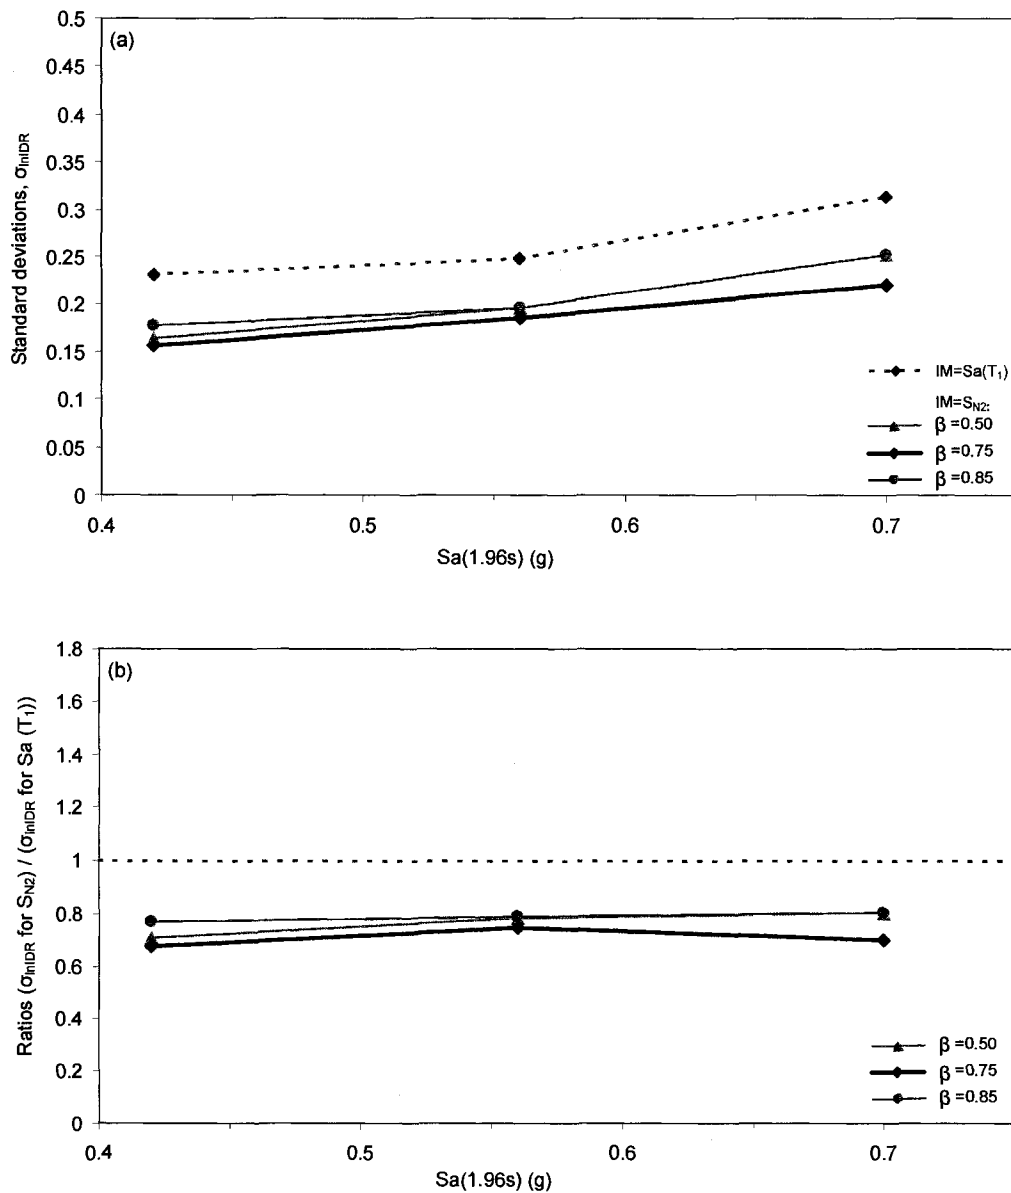 (a)
0.5
0.45
0.4
0.35
0.3
0.25
0.2
0.15
0.1
0.05
0
Standard deviations, σlnIDR
IM=Sa(T1)
IM=SN2:
β =0.50
β =0.75
β =0.85
0.4 0.5 0.6 0.7
Sa(1.96s) (g)
(b)
1.8
1.6
1.4
1.2
1
0.8
0.6
0.4
0.2
0
Ratios (σlnIDR for SN2) / (σlnIDR for Sa (T1))
β =0.50
β =0.75
β =0.85
0.4 0.5 0.6 0.7
Sa(1.96s) (g)